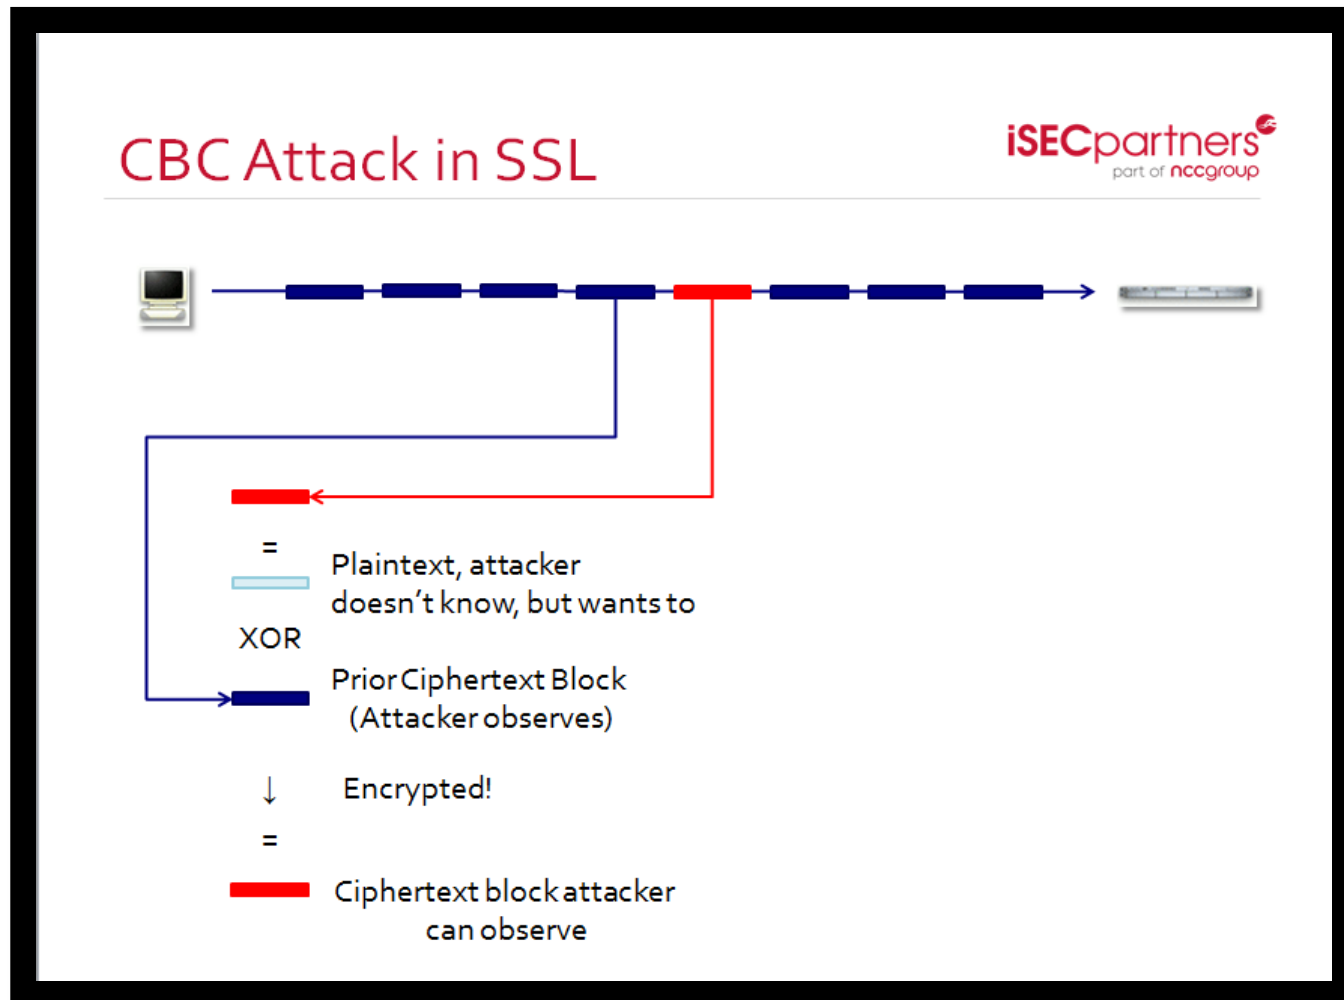 CBC Attack in SSL
iSECpartners
part of nccgroup
=
Plaintext, attacker
doesn't know, but wants to
XOR
Prior Ciphertext Block
(Attacker observes)
↓ Encrypted!
=
Ciphertext block attacker
can observe